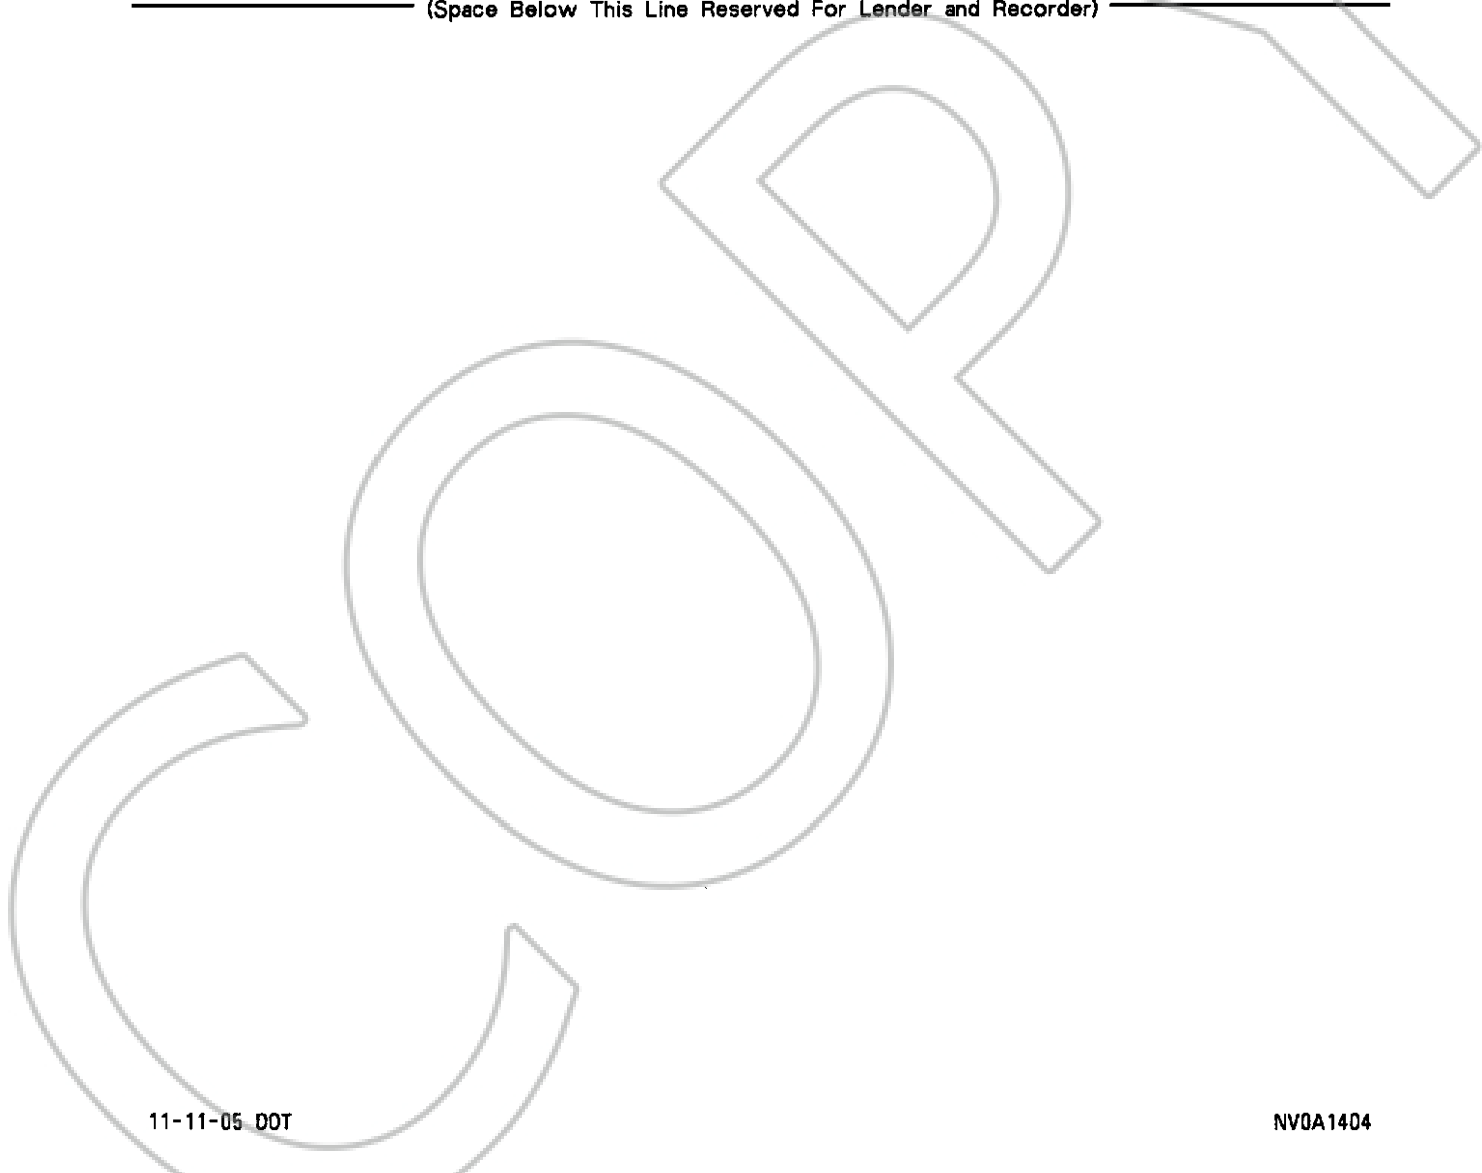 (Space Below This Line Reserved For Lender and Recorder)
COPY
11-11-05 DOT
NV0A1404